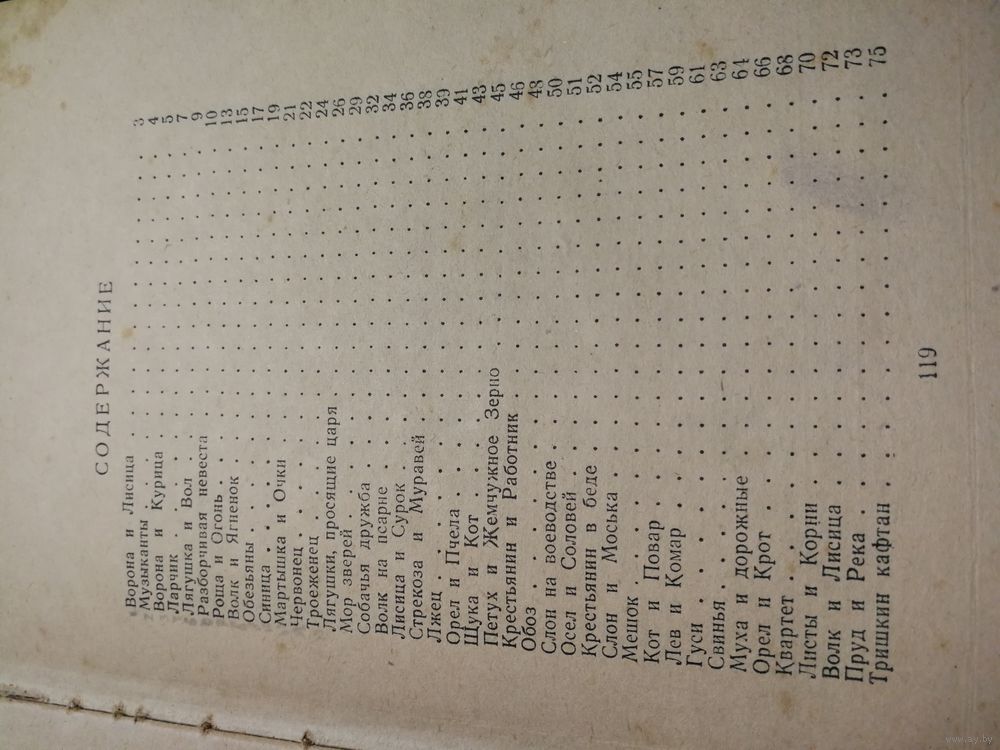 СОДЕРЖАНИЕ
Ворона и Лисица . . . . . . . . . . 3
Музыканты . . . . . . . . . . 4
Ворона и Курица . . . . . . . . . . 5
Ларчик . . . . . . . . . . 7
Лягушка и Вол . . . . . . . . . . 9
Разборчивая невеста . . . . . . . . . . 10
Роща и Огонь . . . . . . . . . . 13
Волк и Ягненок . . . . . . . . . . 15
Обезьяны . . . . . . . . . . 17
Синица . . . . . . . . . . 19
Мартышка и Очки . . . . . . . . . . 21
Червонец . . . . . . . . . . 22
Троеженец . . . . . . . . . . 24
Лягушки, просящие царя . . . . . . . . . . 26
Мор зверей . . . . . . . . . . 29
Собачья дружба . . . . . . . . . . 32
Волк на псарне . . . . . . . . . . 34
Лисица и Сурок . . . . . . . . . . 36
Стрекоза и Муравей . . . . . . . . . . 38
Лжец . . . . . . . . . . 39
Орел и Пчела . . . . . . . . . . 41
Щука и Кот . . . . . . . . . . 43
Петух и Жемчужное Зерно . . . . . . . . . . 45
Крестьянин и Работник . . . . . . . . . . 46
Обоз . . . . . . . . . . 48
Слон на воеводстве . . . . . . . . . . 50
Осел и Соловей . . . . . . . . . . 51
Крестьянин в беде . . . . . . . . . . 52
Слон и Моська . . . . . . . . . . 54
Мешок . . . . . . . . . . 55
Кот и Повар . . . . . . . . . . 57
Лев и Комар . . . . . . . . . . 59
Гуси . . . . . . . . . . 61
Свинья . . . . . . . . . . 63
Муха и дорожные . . . . . . . . . . 64
Орел и Крот . . . . . . . . . . 66
Квартет . . . . . . . . . . 68
Листы и Корни . . . . . . . . . . 70
Волк и Лисица . . . . . . . . . . 72
Пруд и Река . . . . . . . . . . 73
Тришкин кафтан . . . . . . . . . . 75
119
www.ay.by